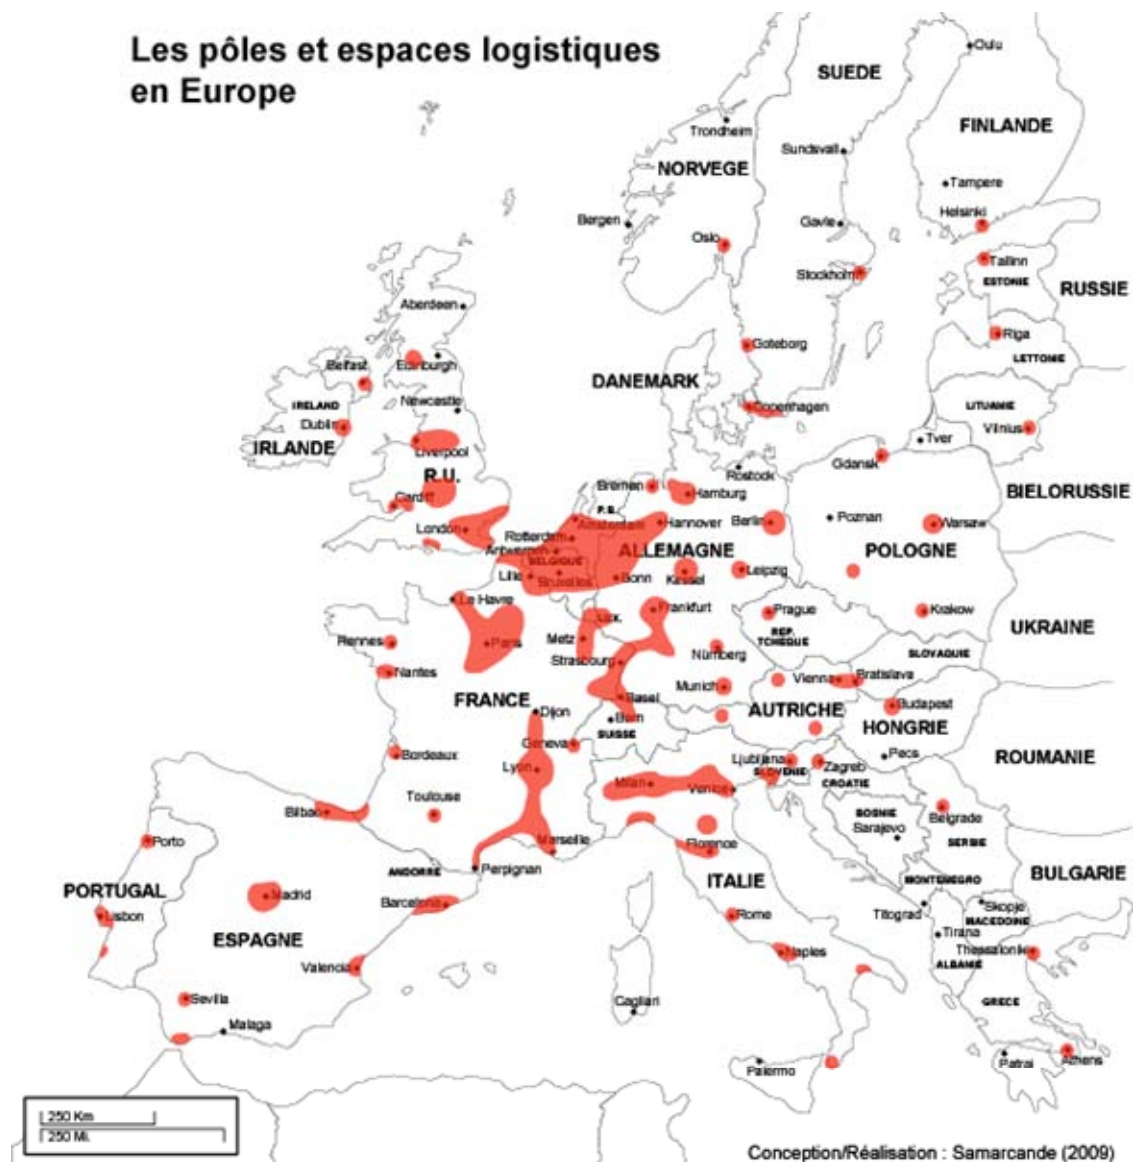 Les pôles et espaces logistiques
en Europe
Oulu
SUEDE
FINLANDE
Trondheim
Sundsvall
NORVEGE
Tampere
Helsinki
Bergen
Gavle
Oslo
Tallinn
Stockholm
ESTONIE
RUSSIE
Aberdeen
Riga
Goteborg
LETTONIE
Belfast
Edinburgh
DANEMARK
IRELAND
Newcastle
Copenhagen
LITUANIE
Dublin
Vilnius
IRLANDE
Liverpool
Tver
Gdansk
R.U.
Rostock
Bremen
Hamburg
BIELORUSSIE
Cardiff
P.B.
London
Amsterdam
Hannover
Berlin
Poznan
Warsaw
Rotterdam
Antwerpen
ALLEMAGNE
POLOGNE
BELGIQUE
Lille
Bruxelles
Bonn
Kassel
Leipzig
Le Havre
Frankfurt
Prague
Krakow
LUX.
UKRAINE
Rennes
Paris
Metz
REP.
TCHEQUE
Nürnberg
SLOVAQUIE
Strasbourg
Nantes
Munich
Vienna
Bratislava
FRANCE
Basel
Budapest
Dijon
Bern
AUTRICHE
HONGRIE
Geneva
SUISSE
Bordeaux
Pecs
ROUMANIE
Lyon
Ljubljana
Zagreb
SLOVENIE
CROATIE
Milan
Venice
Toulouse
Bilbao
BOSNIE
Sarajevo
Belgrade
Porto
Marseille
Florence
SERBIE
Perpignan
ANDORRE
ITALIE
MONTENEGRO
BULGARIE
PORTUGAL
Madrid
Barcelona
Titograd
Skopje
MACEDOINE
Lisbon
Rome
Tirana
ESPAGNE
Naples
Thessalonike
ALBANIE
Valencia
Sevilla
Cagliari
GRECE
Malaga
Palermo
Patrai
Athens
250 Km
250 Mi.
Conception/Réalisation : Samarcande (2009)